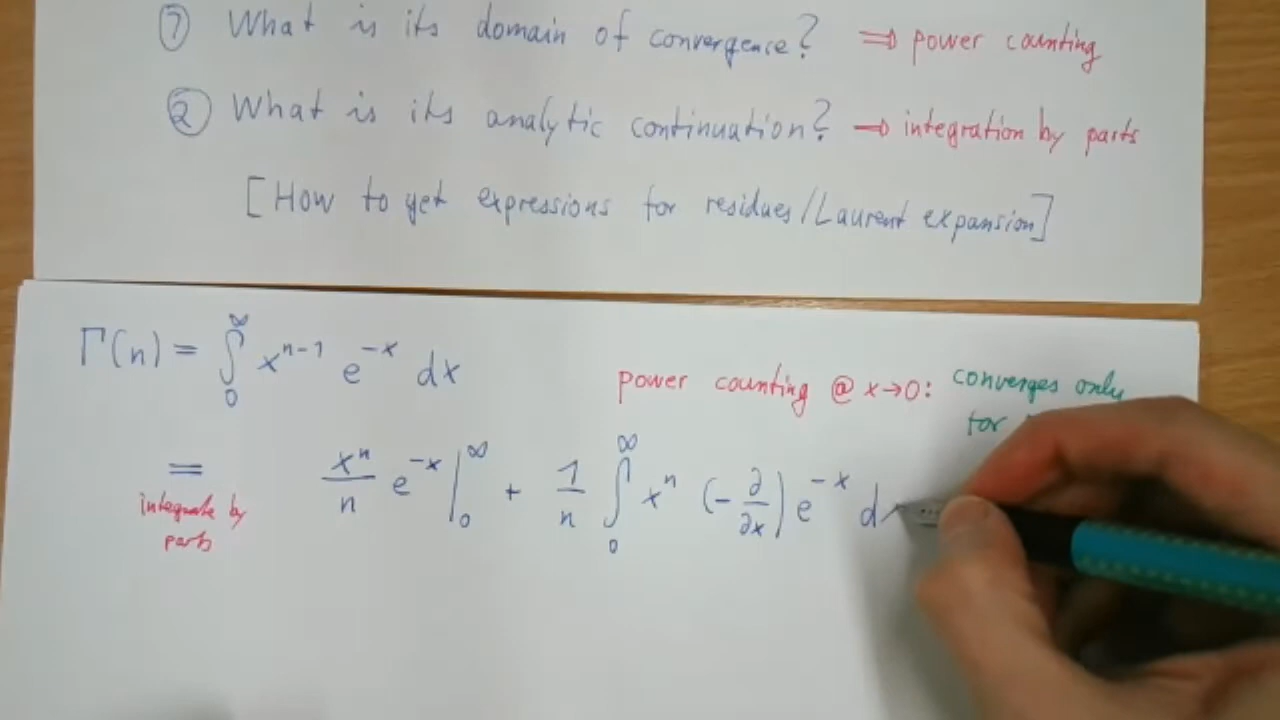 ① What is its domain of convergence? ⇒ power counting
② What is its analytic continuation? → integration by parts
[How to get expressions for residues/Laurent expansion]
Γ(n) = ∫₀^∞ x^{n-1} e^{-x} dx
power counting @ x→0: converges only
for
= x^n/n e^{-x} |₀^∞ + 1/n ∫₀^∞ x^n (-∂/∂x) e^{-x} d
integrate by
parts